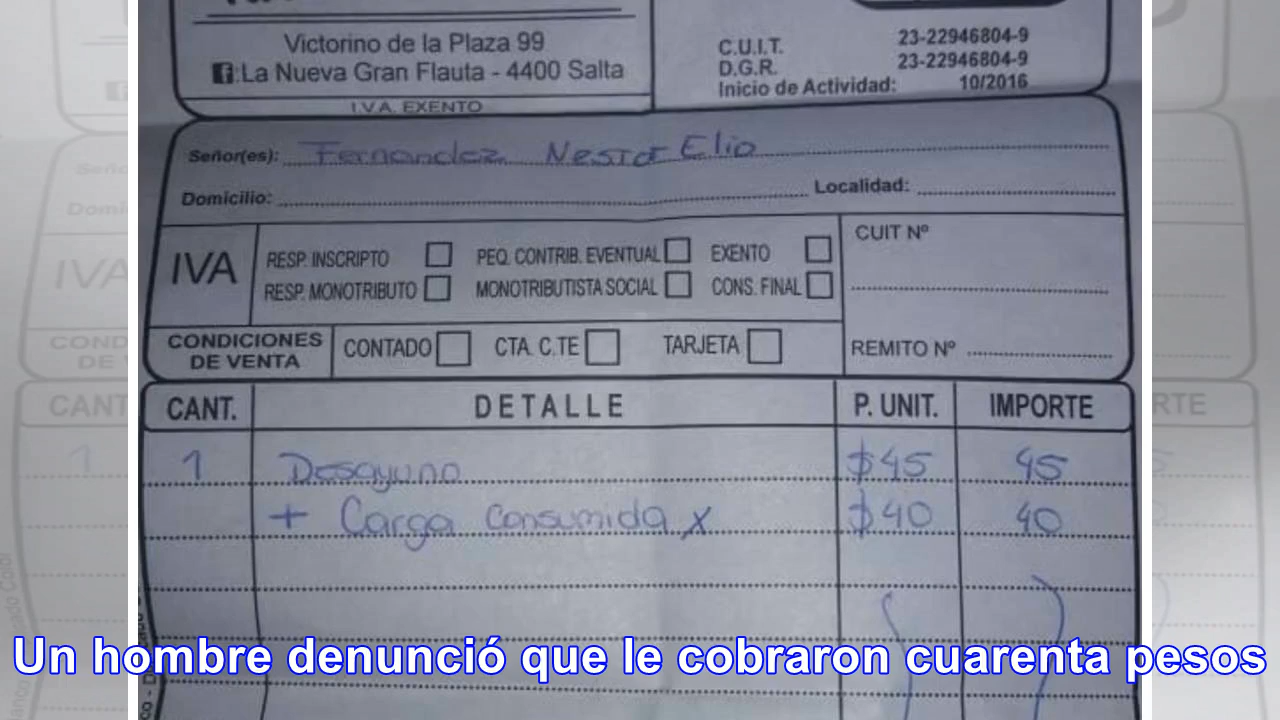 Victorino de la Plaza 99
:La Nueva Gran Flauta - 4400 Salta
I.V.A. EXENTO
C.U.I.T. 23-22946804-9
D.G.R. 23-22946804-9
Inicio de Actividad: 10/2016
Señor(es): Fernandez Nestor Elio
Domicilio: Localidad:
IVA
RESP. INSCRIPTO PEQ. CONTRIB. EVENTUAL EXENTO
RESP. MONOTRIBUTO MONOTRIBUTISTA SOCIAL CONS. FINAL
CUIT Nº
CONDICIONES
DE VENTA
CONTADO CTA. C.TE TARJETA
REMITO Nº
CANT. DETALLE P. UNIT. IMPORTE
1 Desayuno $45 45
+ Carga Consumida x $40 40
Un hombre denunció que le cobraron cuarenta pesos